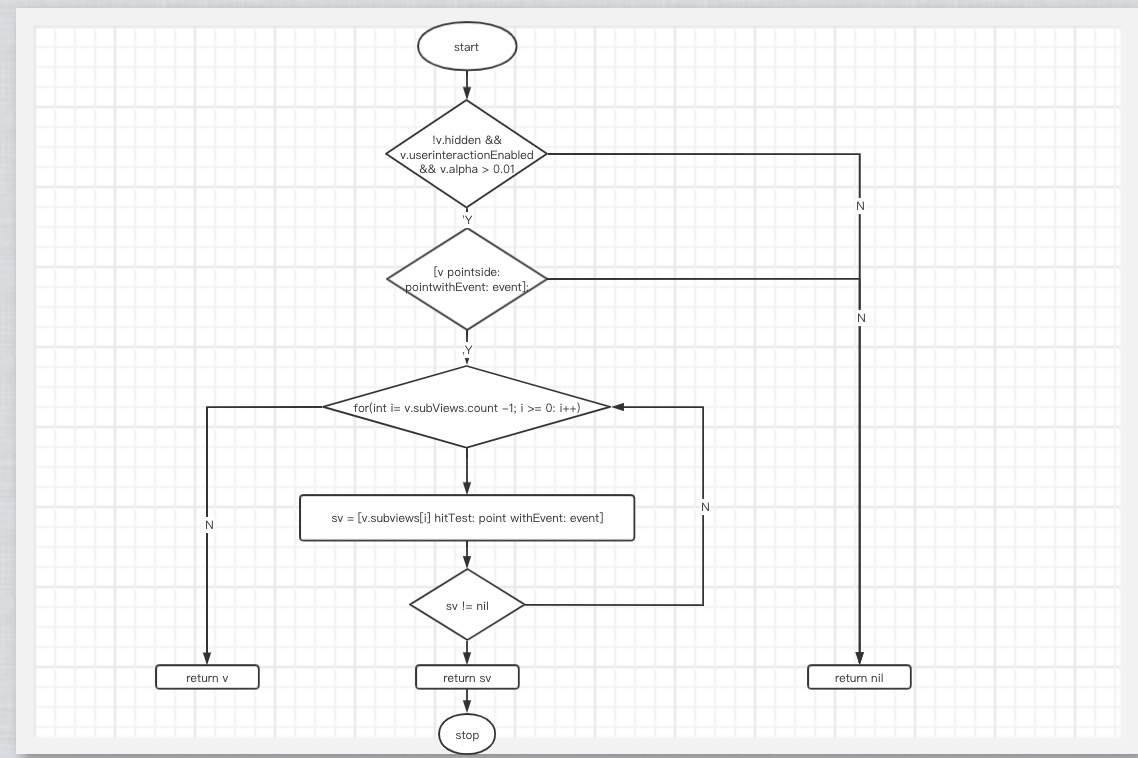 start
!v.hidden &&
v.userinteractionEnabled
&& v.alpha > 0.01
N
'Y
[v pointside:
pointwithEvent: event];
N
,Y
for(int i= v.subViews.count -1; i >= 0: i++)
N
sv = [v.subviews[i] hitTest: point withEvent: event]
N
sv != nil
return v
return sv
return nil
stop